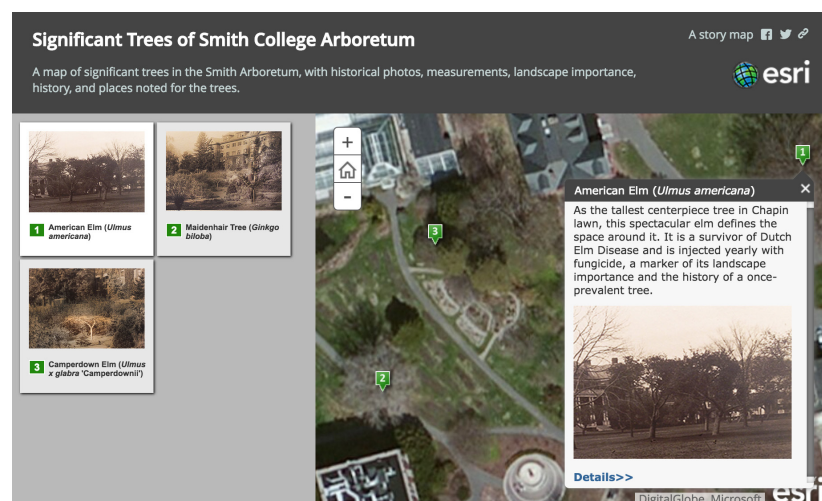 Significant Trees of Smith College Arboretum
A story map
A map of significant trees in the Smith Arboretum, with historical photos, measurements, landscape importance,
history, and places noted for the trees.
esri
1 American Elm (Ulmus
americana)
2 Maidenhair Tree (Ginkgo
biloba)
3 Camperdown Elm (Ulmus
x glabra 'Camperdownii')
+
-
1
3
2
American Elm (Ulmus americana)
As the tallest centerpiece tree in Chapin
lawn, this spectacular elm defines the
space around it. It is a survivor of Dutch
Elm Disease and is injected yearly with
fungicide, a marker of its landscape
importance and the history of a once-
prevalent tree.
Details>>
DigitalGlobe, Microsoft
esri